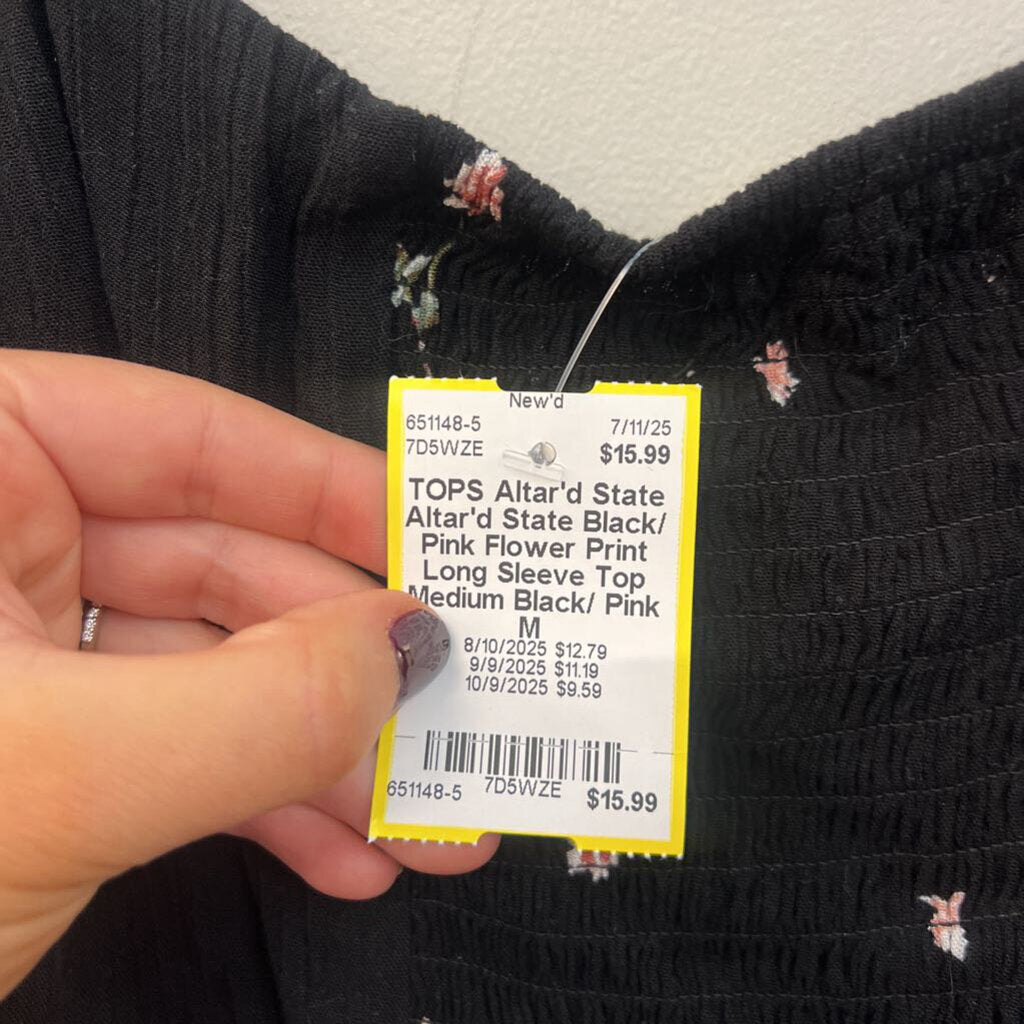 New'd
651148-5 7/11/25
7D5WZE $15.99
TOPS Altar'd State
Altar'd State Black/
Pink Flower Print
Long Sleeve Top
Medium Black/ Pink
M
8/10/2025 $12.79
9/9/2025 $11.19
10/9/2025 $9.59
651148-5 7D5WZE $15.99